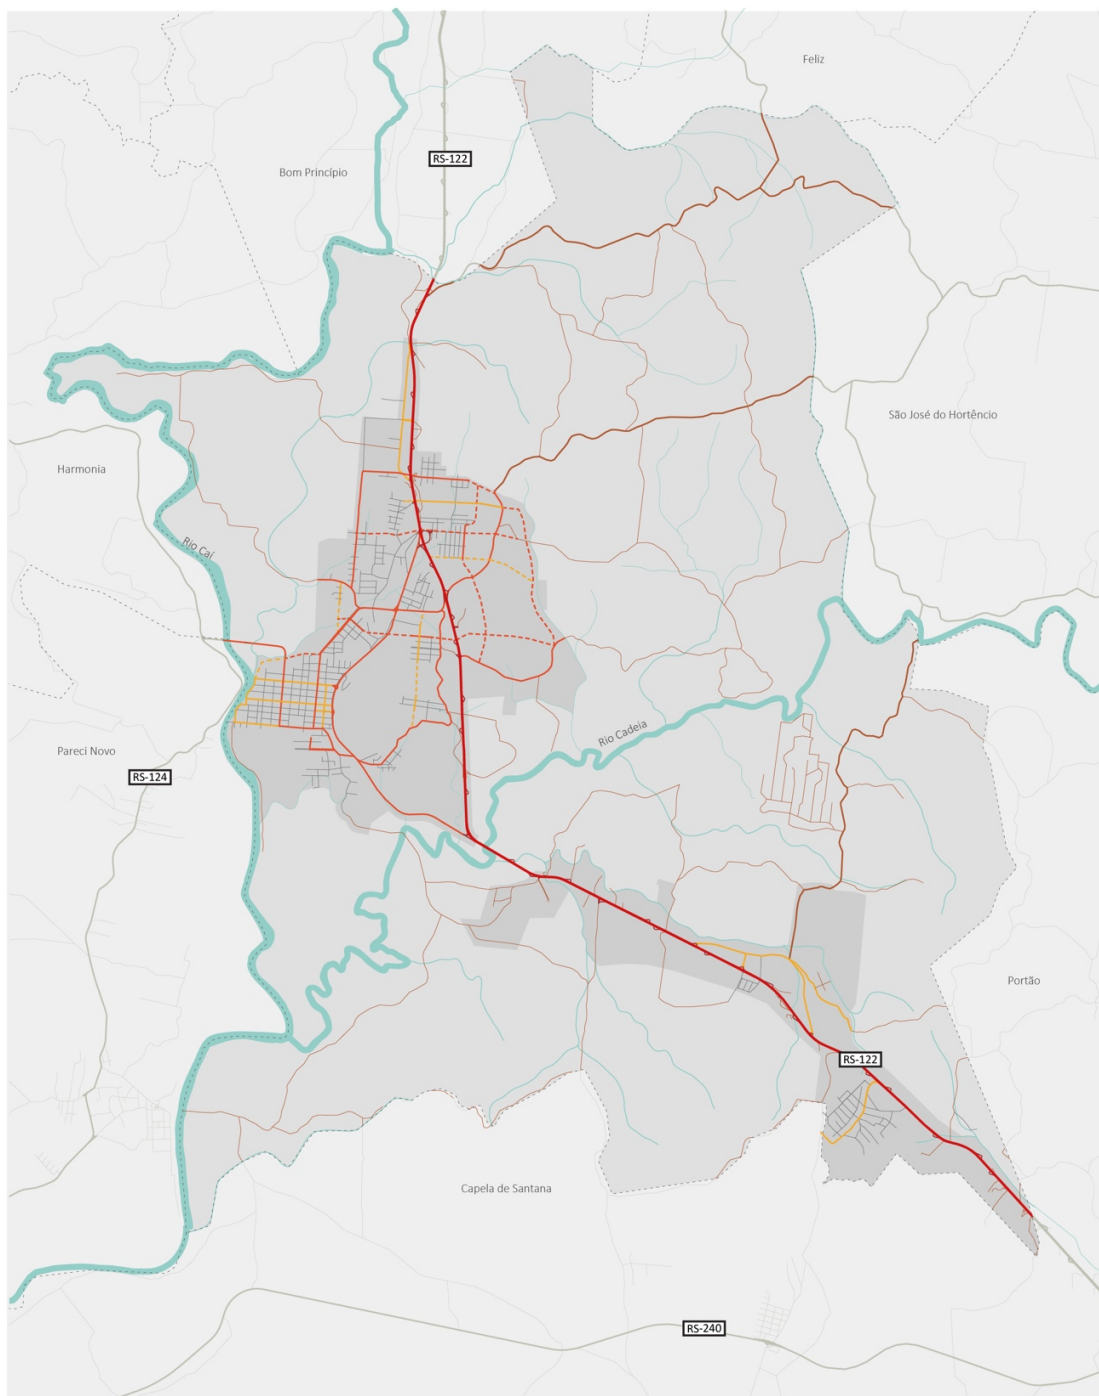 Feliz
RS-122
Bom Princípio
São José do Hortêncio
Harmonia
Rio Caí
Rio Cadeia
Pareci Novo
RS-124
Portão
RS-122
Capela de Santana
RS-240